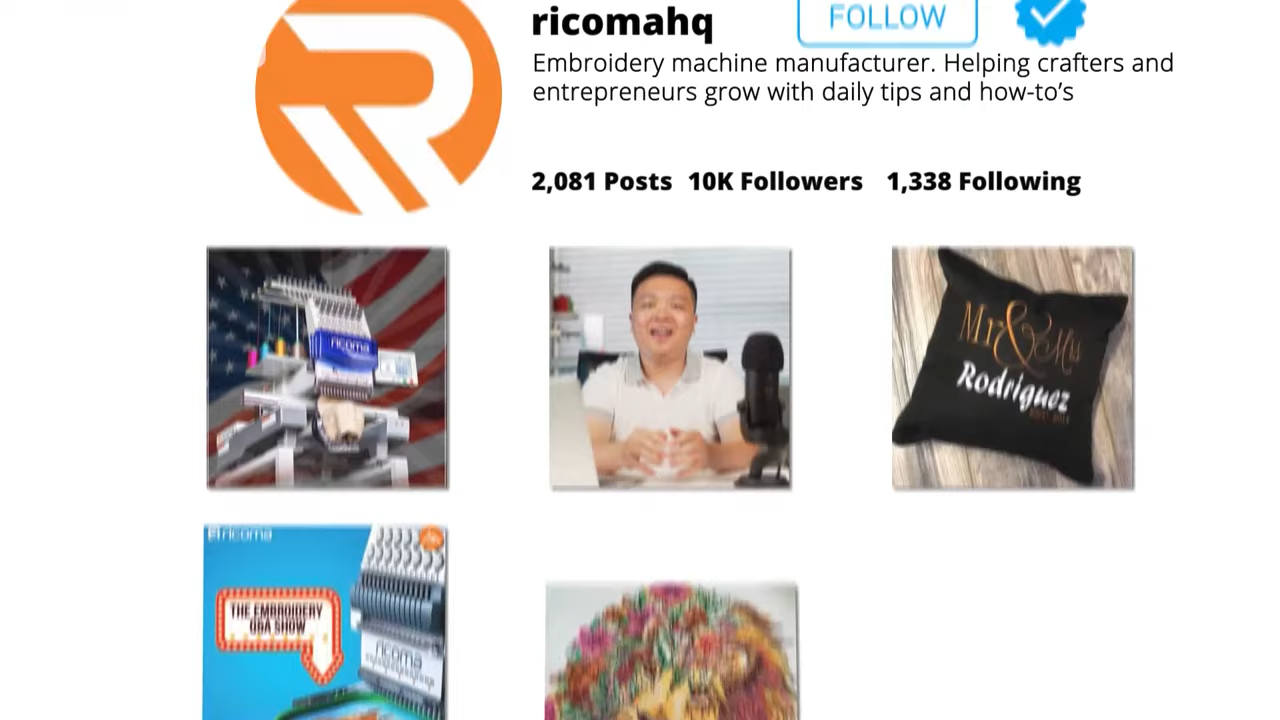 ricomahq
FOLLOW
Embroidery machine manufacturer. Helping crafters and
entrepreneurs grow with daily tips and how-to’s
2,081 Posts 10K Followers 1,338 Following
ricoma
Mr & Mrs
Rodriguez
ricoma
THE EMBROIDERY
Q&A SHOW
ricoma